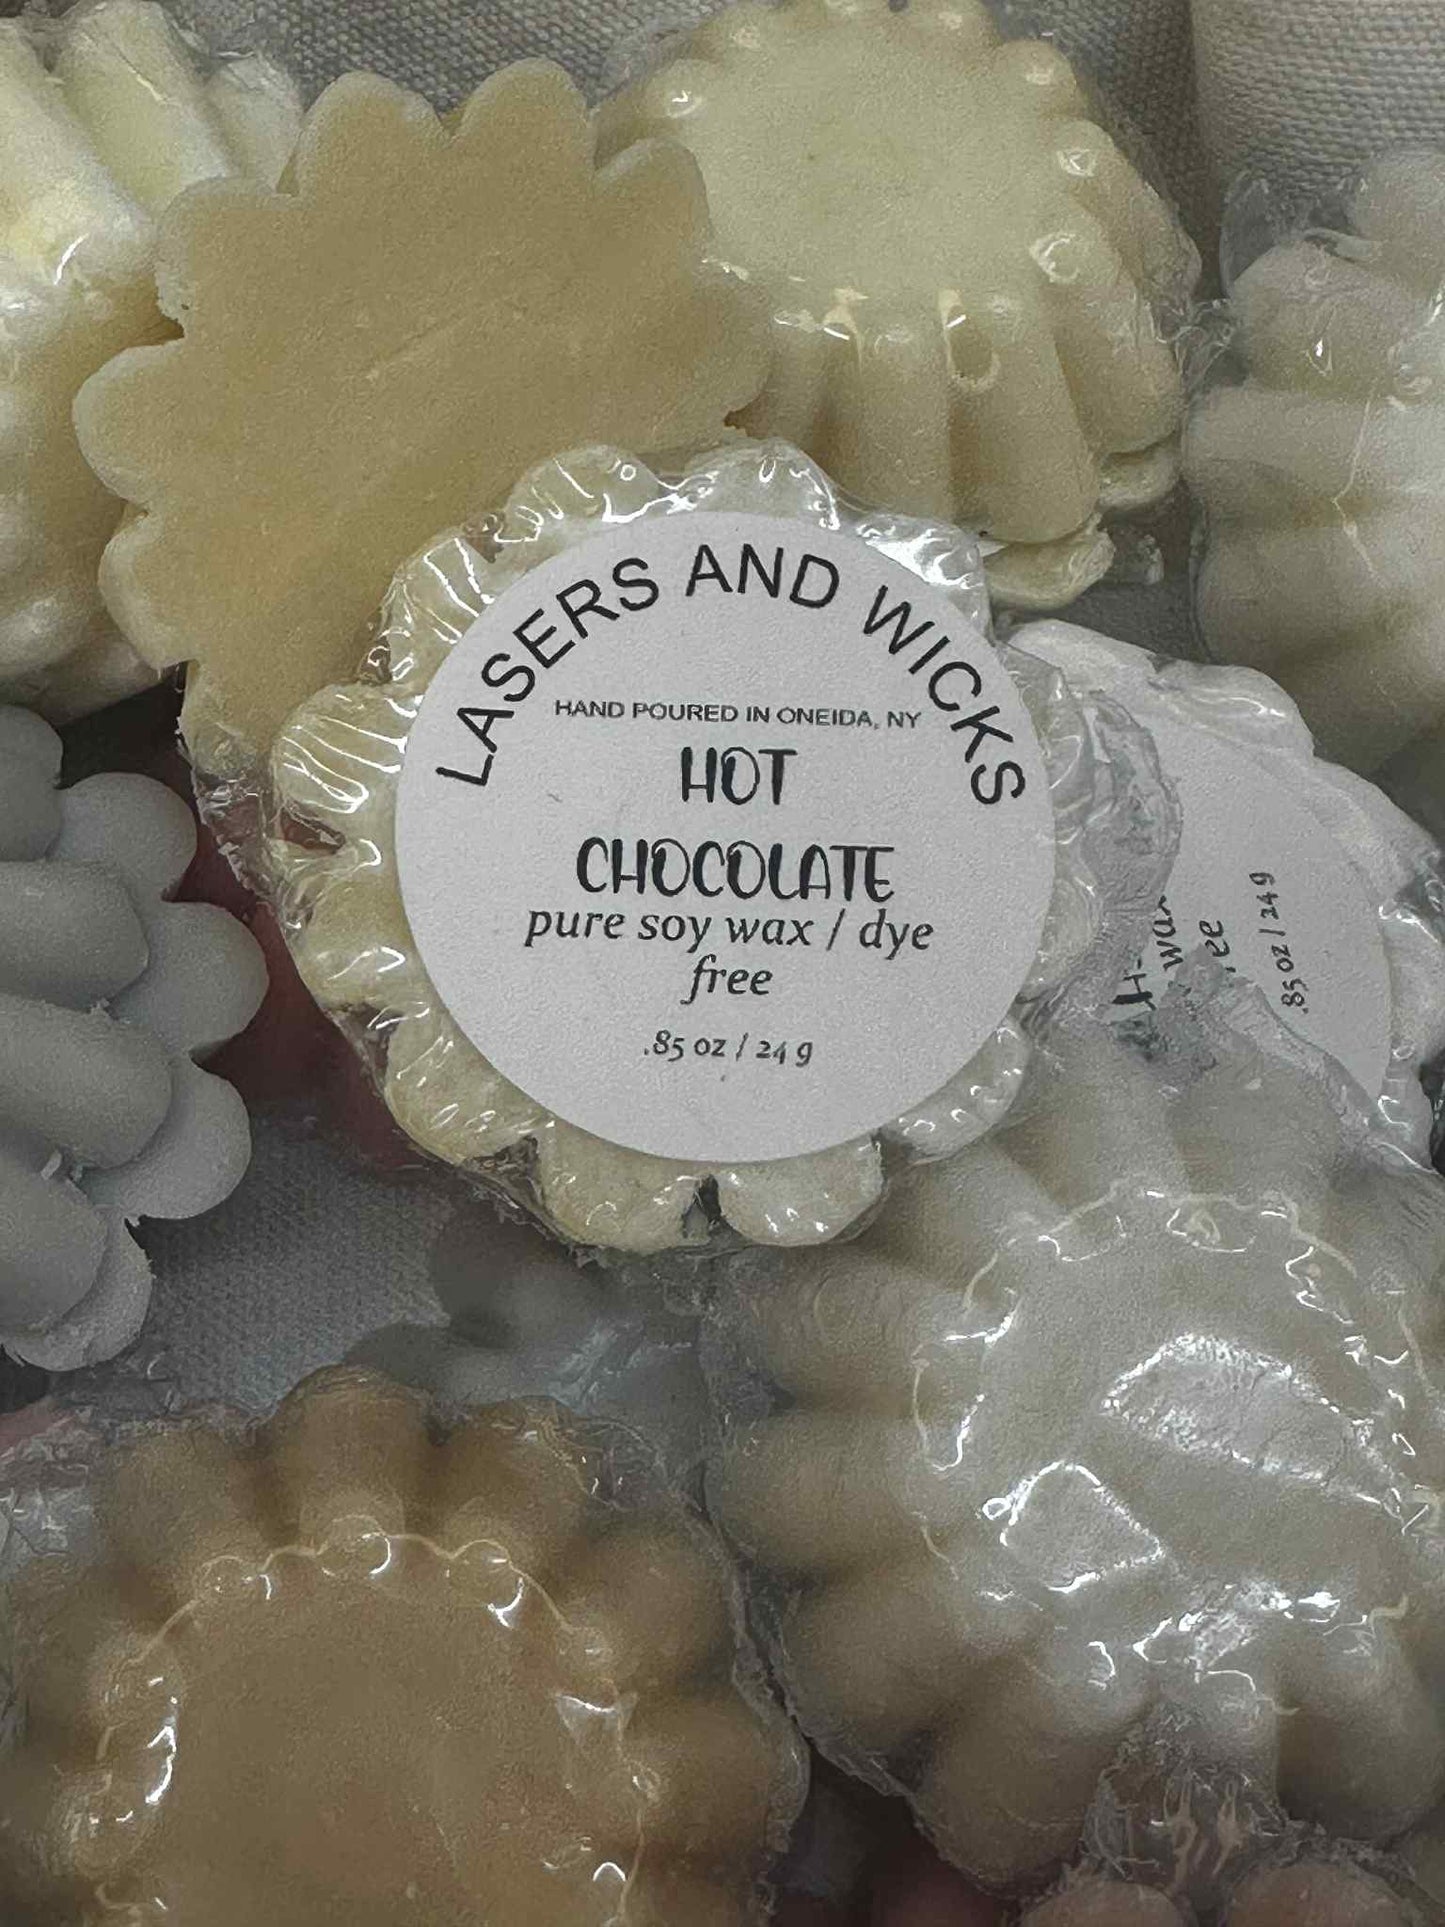 LASERS AND WICKS
HAND POURED IN ONEIDA, NY
HOT
CHOCOLATE
pure soy wax / dye
free
.85 oz / 24 g
wax
.85 oz / 24 g